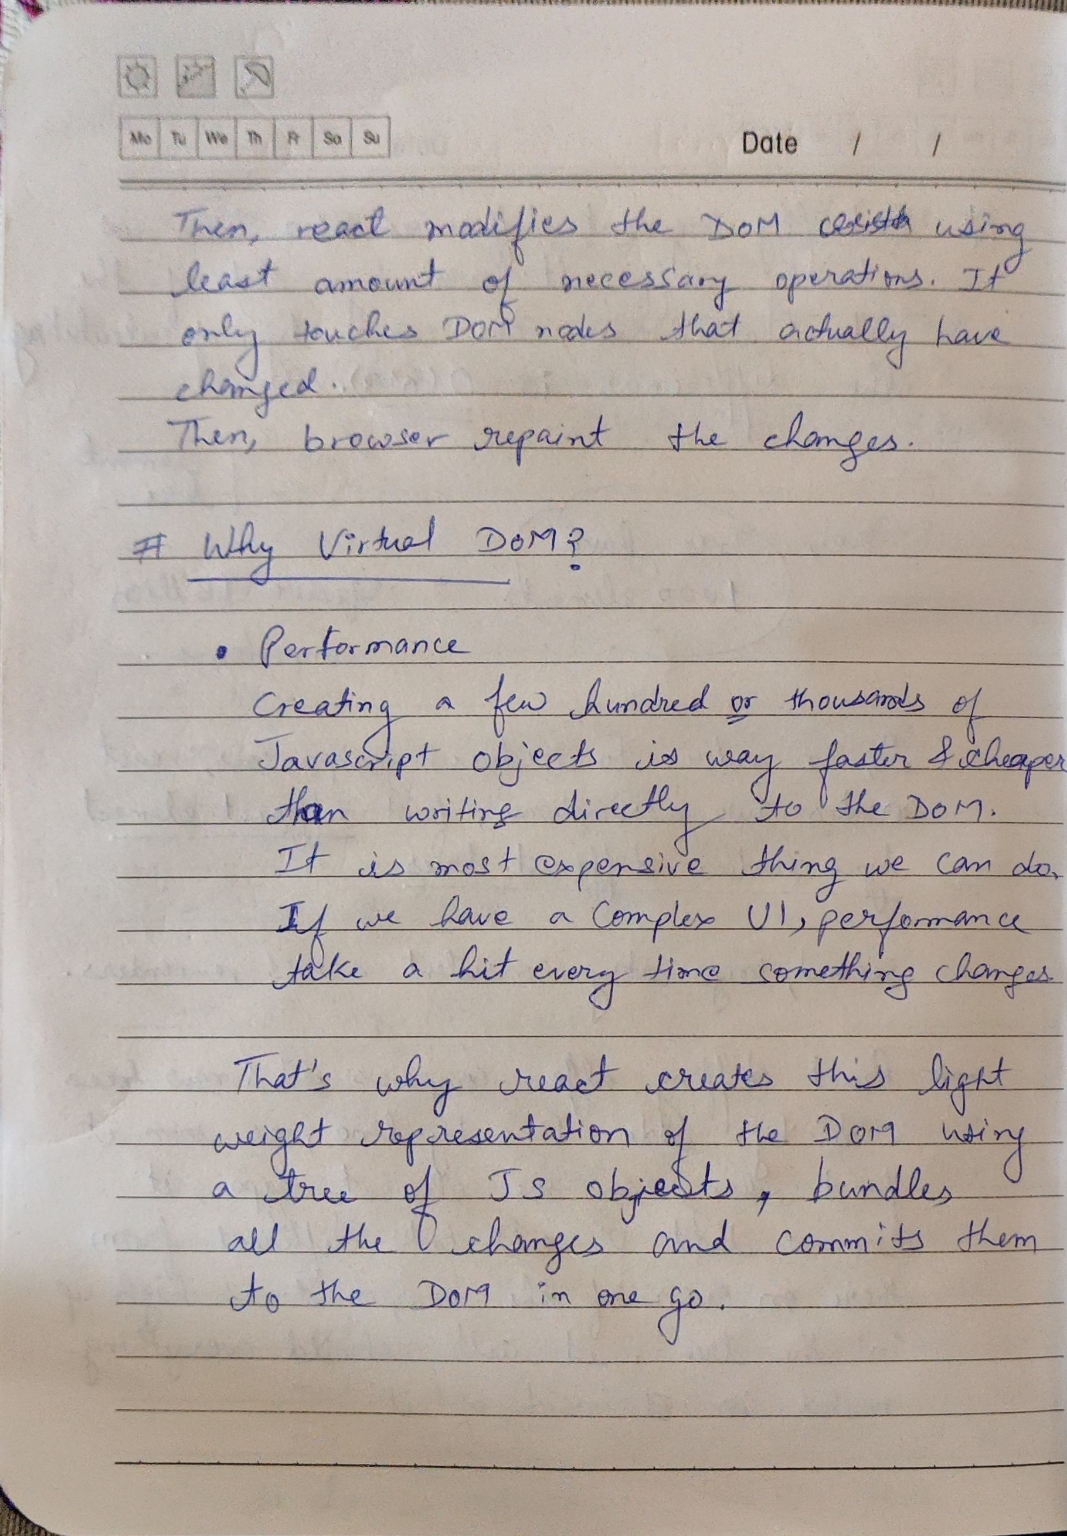 Mo Tu We Th Fr Sa Su
Date / /
Then, react modifies the DOM using
least amount of necessary operations. It
only touches DOM nodes that actually have
changed.
Then, browser repaint the changes.
# Why Virtual DOM?
• Performance
Creating a few hundred or thousands of
Javascript objects is way faster & cheaper
than writing directly to the DOM.
It is most expensive thing we can do.
If we have a Complex UI, performance
take a hit every time something changes
That's why react creates this light
weight representation of the DOM using
a tree of JS objects, bundles
all the changes and commits them
to the DOM in one go.